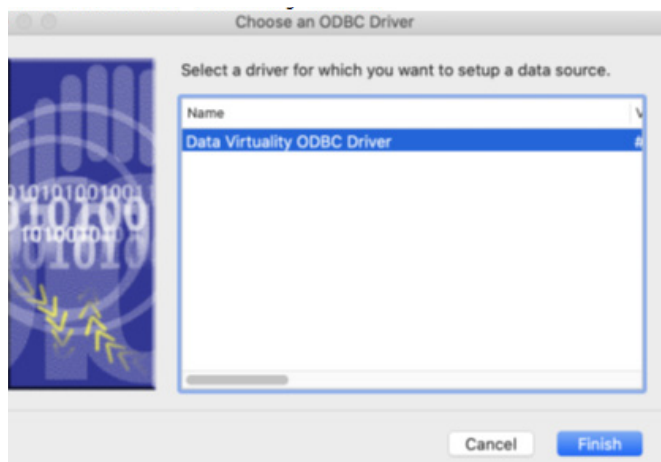 Choose an ODBC Driver
Select a driver for which you want to setup a data source.
Name V
Data Virtuality ODBC Driver #
Cancel Finish